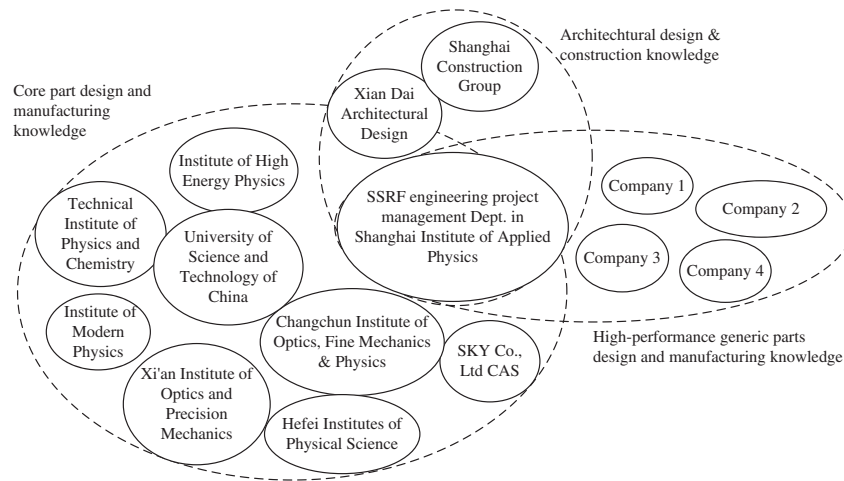 Architechtural design &
construction knowledge
Shanghai
Construction
Group
Xian Dai
Architectural
Design
Core part design and
manufacturing
knowledge
Institute of High
Energy Physics
Technical
Institute of
Physics and
Chemistry
University of
Science and
Technology of
China
SSRF engineering project
management Dept. in
Shanghai Institute of Applied
Physics
Company 1
Company 2
Company 3
Company 4
Institute of
Modern
Physics
Changchun Institute of
Optics, Fine Mechanics
& Physics
SKY Co.,
Ltd CAS
High-performance generic parts
design and manufacturing knowledge
Xi'an Institute of
Optics and
Precision
Mechanics
Hefei Institutes of
Physical Science